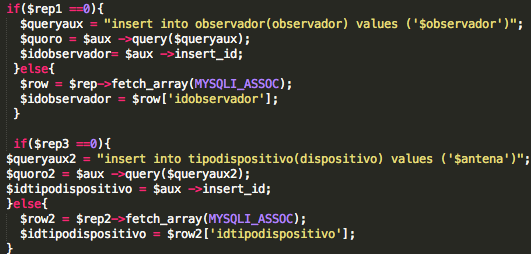 if($rep1 ==0){
$queryaux = "insert into observador(observador) values ('$observador')";
$quoro = $aux ->query($queryaux);
$idobservador= $aux ->insert_id;
}else{
$row = $rep->fetch_array(MYSQLI_ASSOC);
$idobservador = $row['idobservador'];
}
if($rep3 ==0){
$queryaux2 = "insert into tipodispositivo(dispositivo) values ('$antena')";
$quoro2 = $aux ->query($queryaux2);
$idtipodispositivo = $aux ->insert_id;
}else{
$row2 = $rep2->fetch_array(MYSQLI_ASSOC);
$idtipodispositivo = $row2['idtipodispositivo'];
}